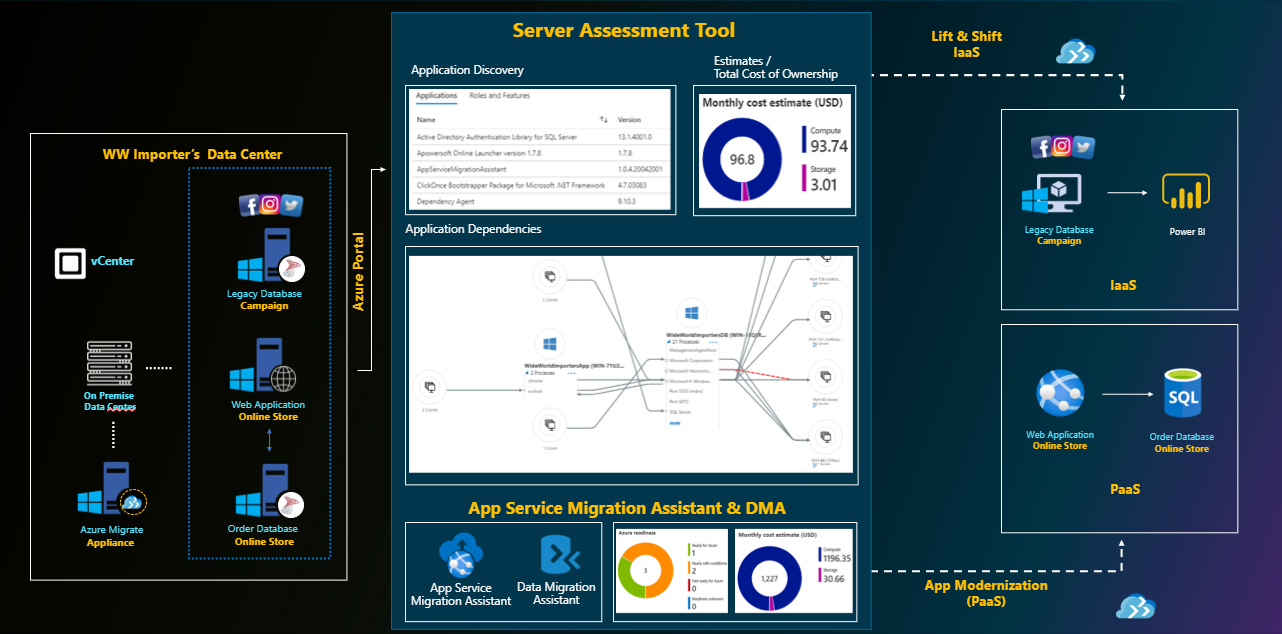 Server Assessment Tool
Lift & Shift
IaaS
Application Discovery
Estimates /
Total Cost of Ownership
Applications Roles and Features
Name Version
Active Directory Authentication Library for SQL Server 13.1.4001.0
Apowersoft Online Launcher version 1.7.8 1.7.8
AppServiceMigrationAssistant 1.0.4.20042001
ClickOnce Bootstrapper Package for Microsoft .NET Framework 4.7.03083
Dependency Agent 9.10.3
Monthly cost estimate (USD)
96.8
Compute
93.74
Storage
3.01
WW Importer's Data Center
vCenter
Legacy Database
Campaign
On Premise
Data Center
Web Application
Online Store
Azure Migrate
Appliance
Order Database
Online Store
Azure Portal
Application Dependencies
2 Clients
1 Client
WideWorldImportersApp (WIN-71U2...
2 Processes
chrome
WideWorldImportersDB (WIN-
21 Processes
ManagementAgentHost
Microsoft Corporation
SQL Server
App Service Migration Assistant & DMA
App Service
Migration Assistant
Data Migration
Assistant
Azure readiness
3
Ready for Azure
1
Ready with conditions
2
Not ready for Azure
0
Readiness unknown
0
Monthly cost estimate (USD)
1,227
Compute
1196.35
Storage
30.66
Legacy Database
Campaign
Power BI
IaaS
Web Application
Online Store
SQL
Order Database
Online Store
PaaS
App Modernization
(PaaS)